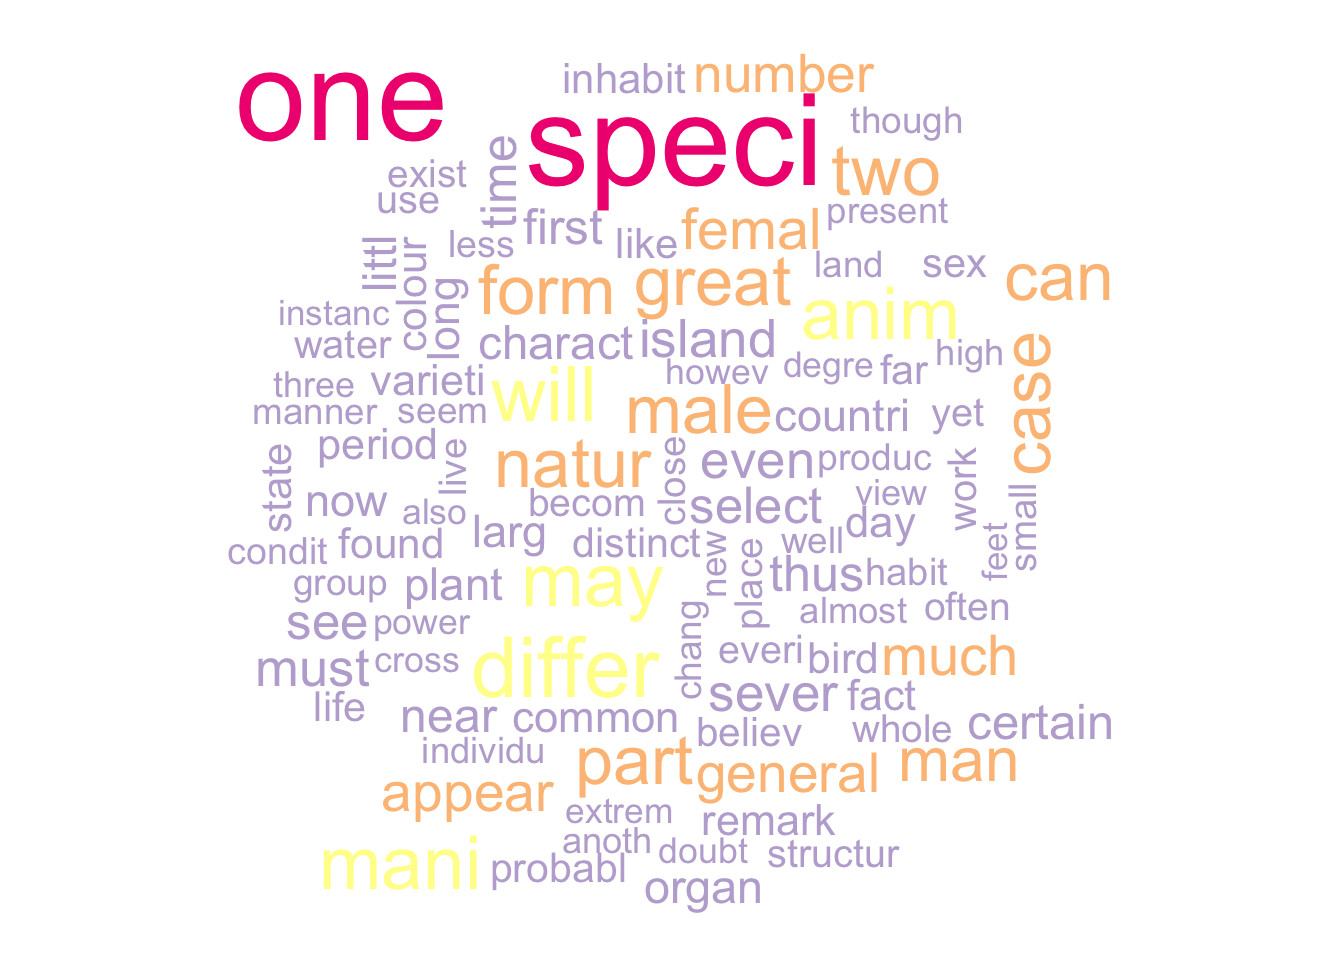 one
inhabit
number
speci
though
exist
time
two
use
first
femal
present
less
like
littl
colour
long
form
great
land
sex
can
instanc
anim
water
charact
island
case
three
varieti
will
howev
degre
far
high
manner
seem
male
countri
yet
period
live
close
state
natur
even
produc
work
now
also
becom
select
view
small
condit
found
larg
distinct
new
well
day
feet
group
plant
may
place
thus
habit
see
power
chang
almost
often
must
cross
differ
everi
bird
much
life
near
common
sever
fact
individu
believ
whole
certain
appear
part
general
man
extrem
remark
mani
probabl
anoth
doubt
structur
organ